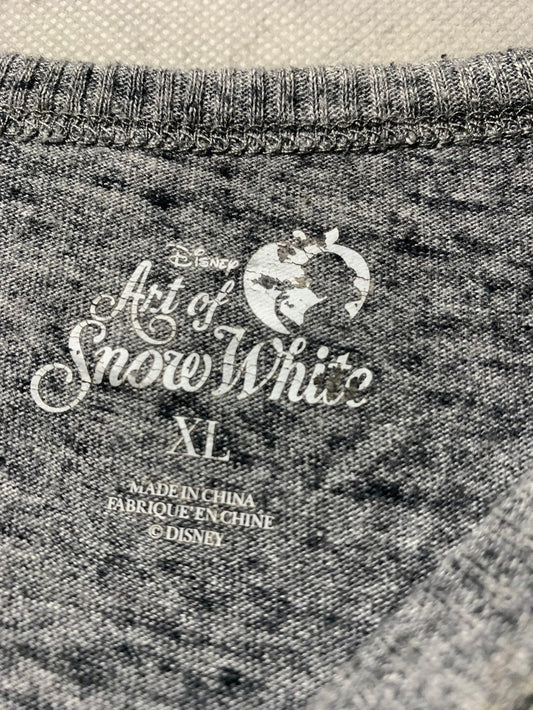 Disney
Art of
Snow White
XL
MADE IN CHINA
FABRIQUÉ EN CHINE
© DISNEY